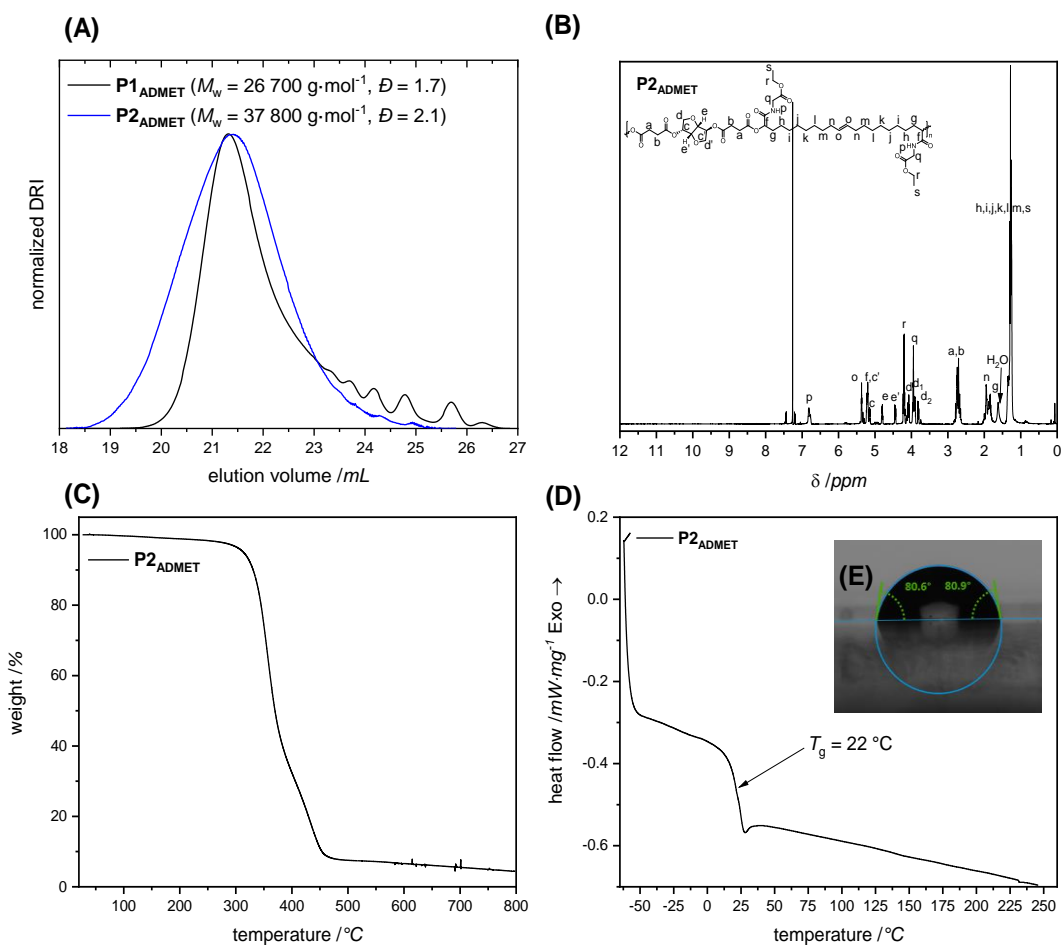 (A)
P1ADMET (Mw = 26 700 g·mol-1, Đ = 1.7)
P2ADMET (Mw = 37 800 g·mol-1, Đ = 2.1)
normalized DRI
18 19 20 21 22 23 24 25 26 27
elution volume /mL
(B)
P2ADMET
H2O
h,i,j,k,l,m,s
r
q
a,b
o
f,c'
c
e
e'
d
d1
d2
n
g
p
12 11 10 9 8 7 6 5 4 3 2 1 0
δ /ppm
(C)
P2ADMET
100
80
60
40
20
0
weight /%
100 200 300 400 500 600 700 800
temperature /°C
(D)
P2ADMET
0.2
0.0
-0.2
-0.4
-0.6
heat flow /mW·mg-1 Exo →
Tg = 22 °C
-50 -25 0 25 50 75 100 125 150 175 200 225 250
temperature /°C
(E)
80.6° 80.9°